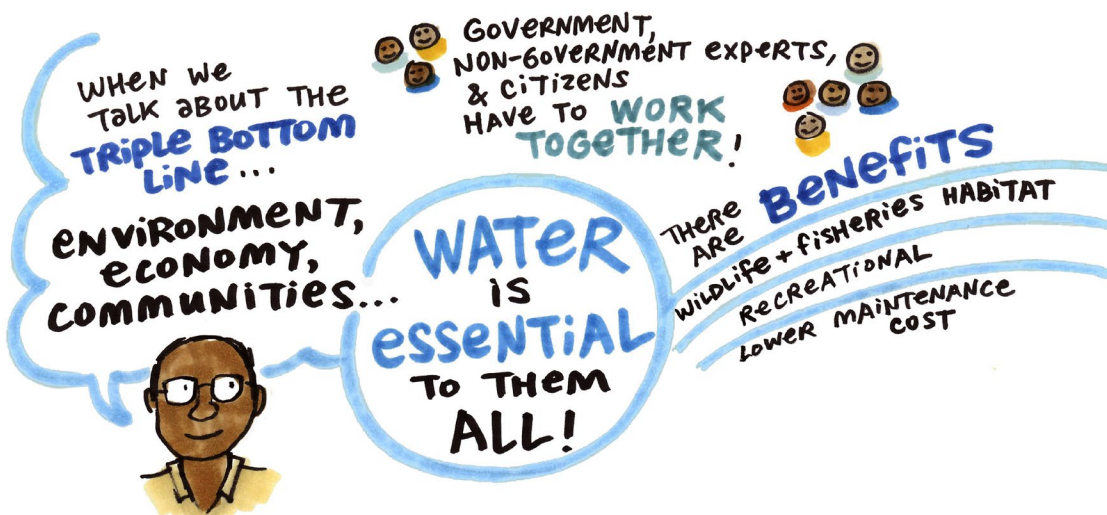 WHEN WE
TALK ABOUT THE
TRIPLE BOTTOM
LINE...
ENVIRONMENT,
ECONOMY,
COMMUNITIES...
WATER
IS
ESSENTIAL
TO THEM
ALL!
GOVERNMENT,
NON-GOVERNMENT EXPERTS,
& CITIZENS
HAVE TO WORK
TOGETHER!
THERE
ARE BENEFITS
WILDLIFE + FISHERIES HABITAT
RECREATIONAL
LOWER MAINTENANCE
COST